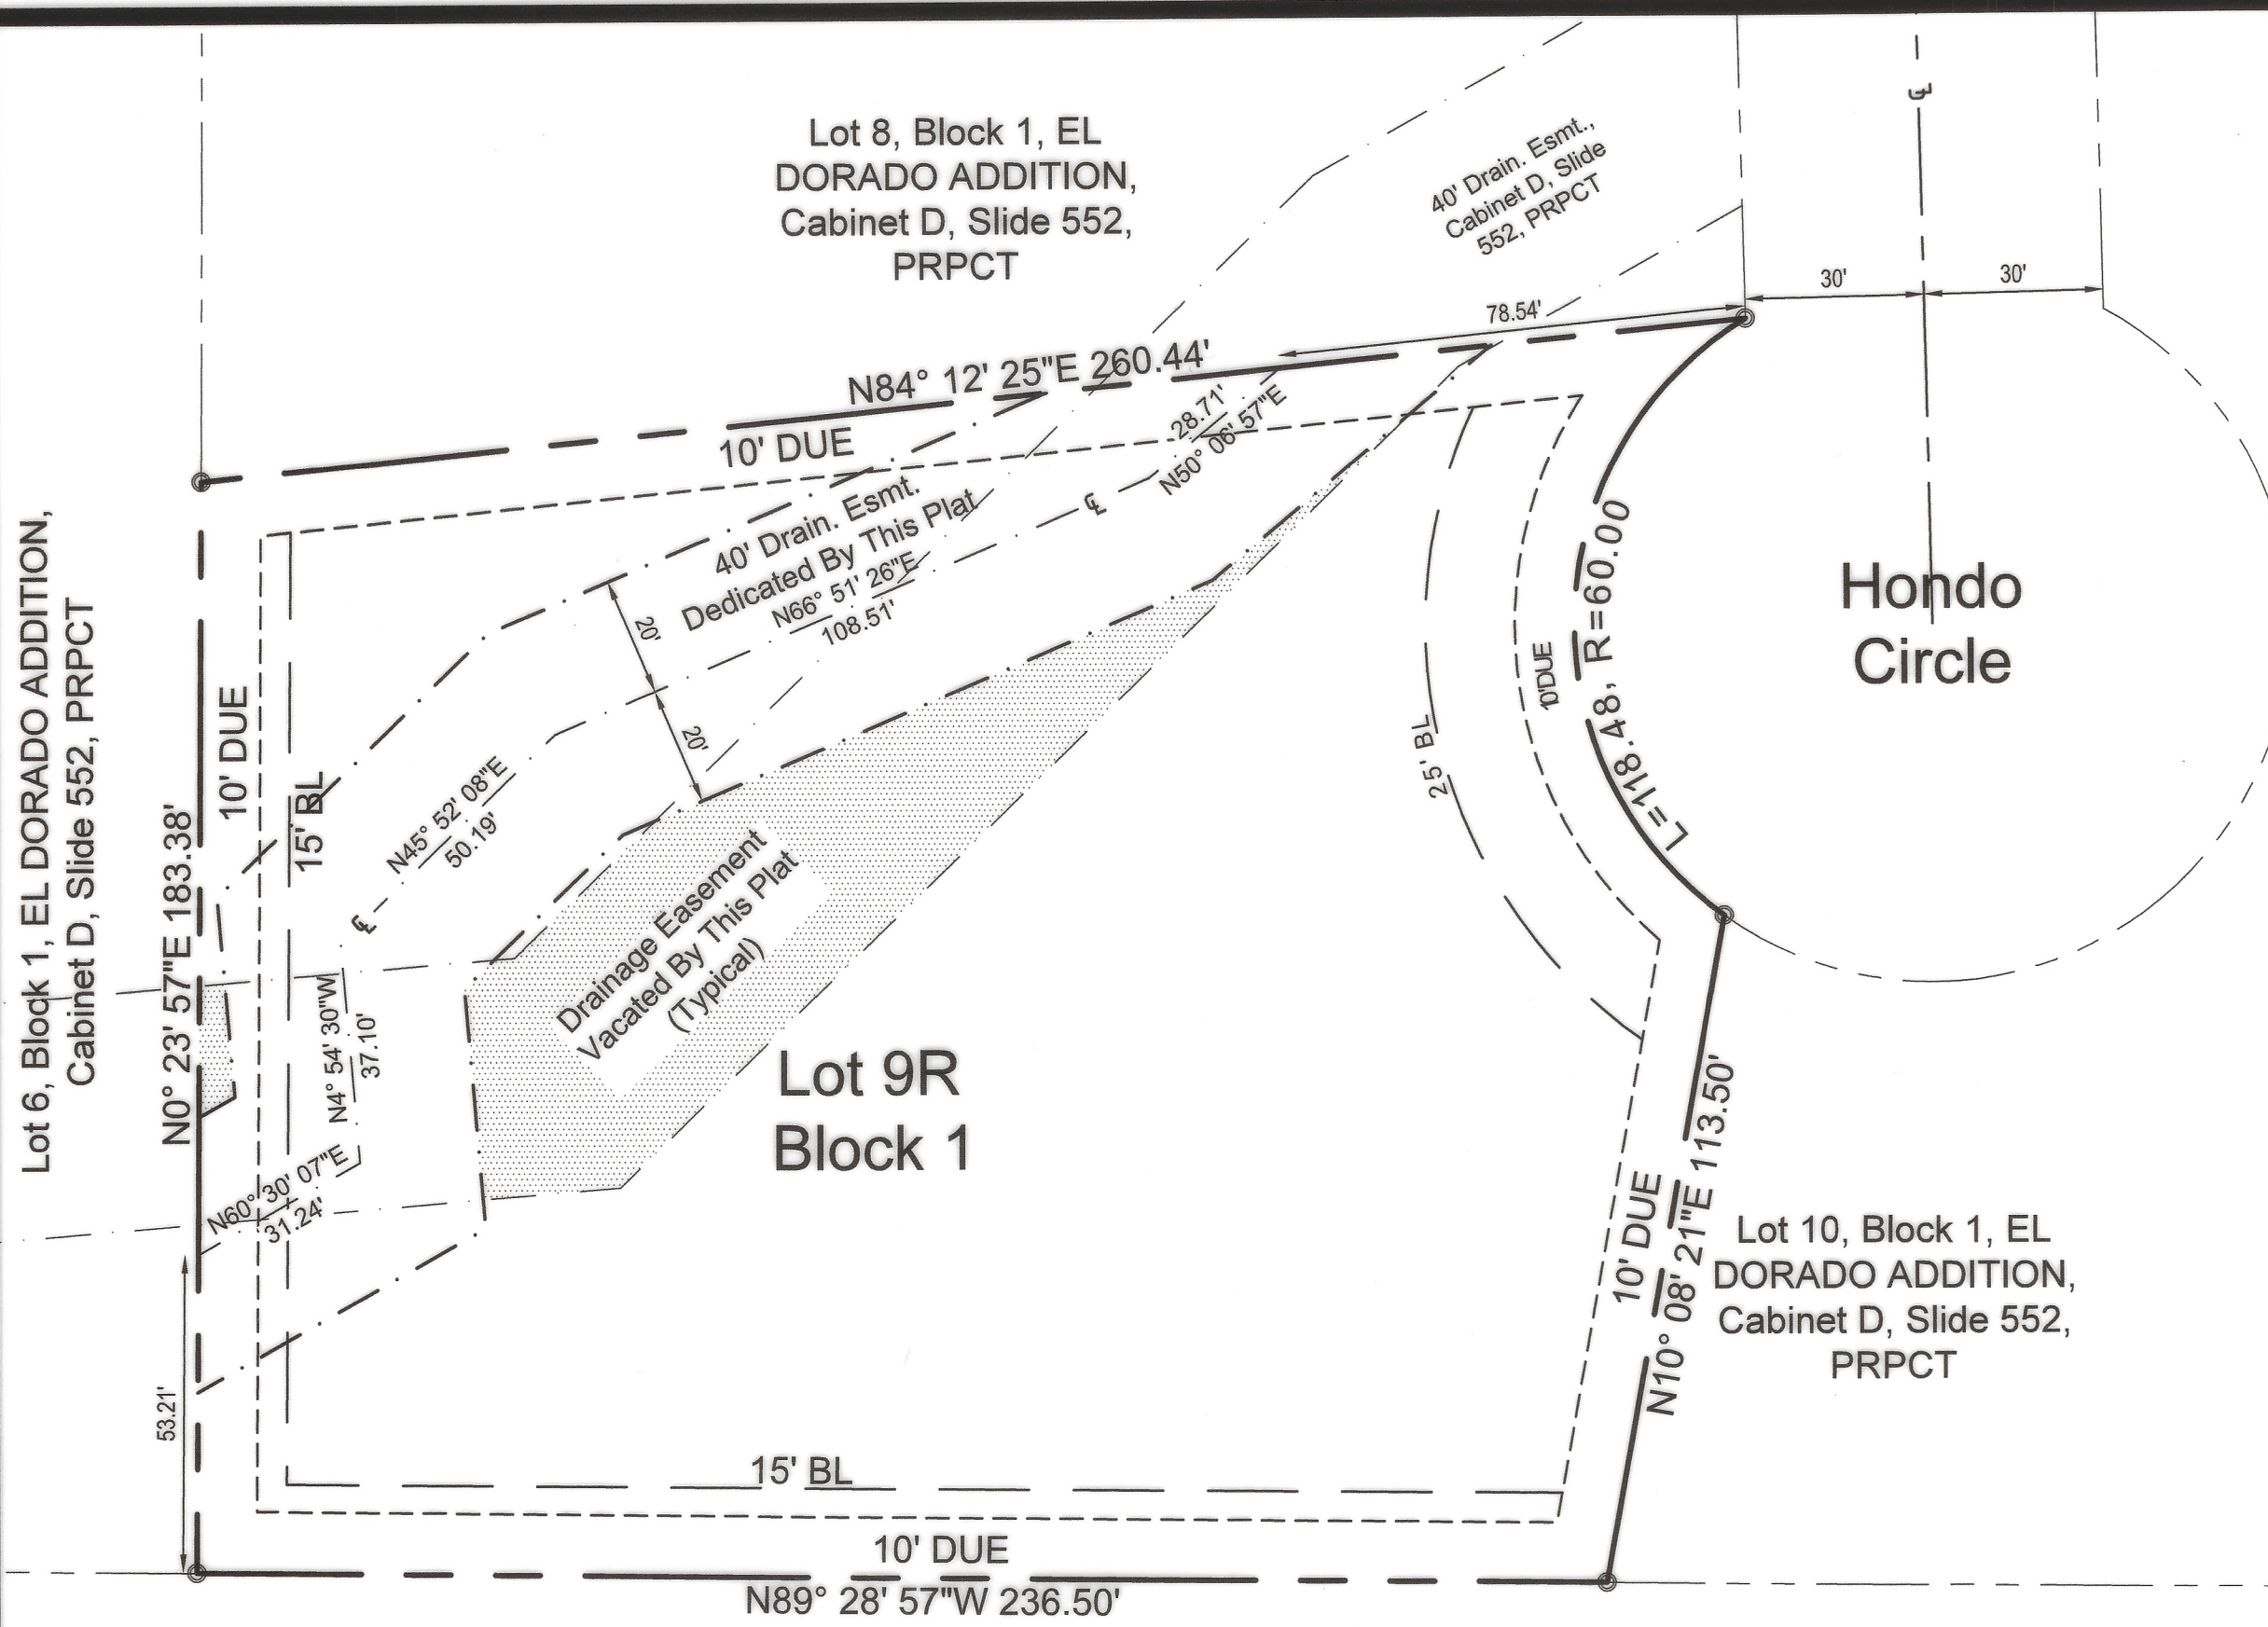 Lot 8, Block 1, EL
DORADO ADDITION,
Cabinet D, Slide 552,
PRPCT
40' Drain. Esmt.,
Cabinet D, Slide
552, PRPCT
30'
30'
78.54'
N84° 12' 25"E 260.44'
10' DUE
28.71'
N50° 06' 57"E
40' Drain. Esmt.
Dedicated By This Plat
N66° 51' 26"E
108.51'
20'
20'
Lot 6, Block 1, EL DORADO ADDITION,
Cabinet D, Slide 552, PRPCT
N0° 23' 57"E 183.38'
10' DUE
15' BL
N45° 52' 08"E
50.19'
N4° 54' 30"W
37.10'
N60° 30' 07"E
31.24'
53.21'
Drainage Easement
Vacated By This Plat
(Typical)
Lot 9R
Block 1
25' BL
10'DUE
L=118.48, R=60.00
Hondo
Circle
10' DUE
N10° 08' 21"E 113.50'
Lot 10, Block 1, EL
DORADO ADDITION,
Cabinet D, Slide 552,
PRPCT
15' BL
10' DUE
N89° 28' 57"W 236.50'